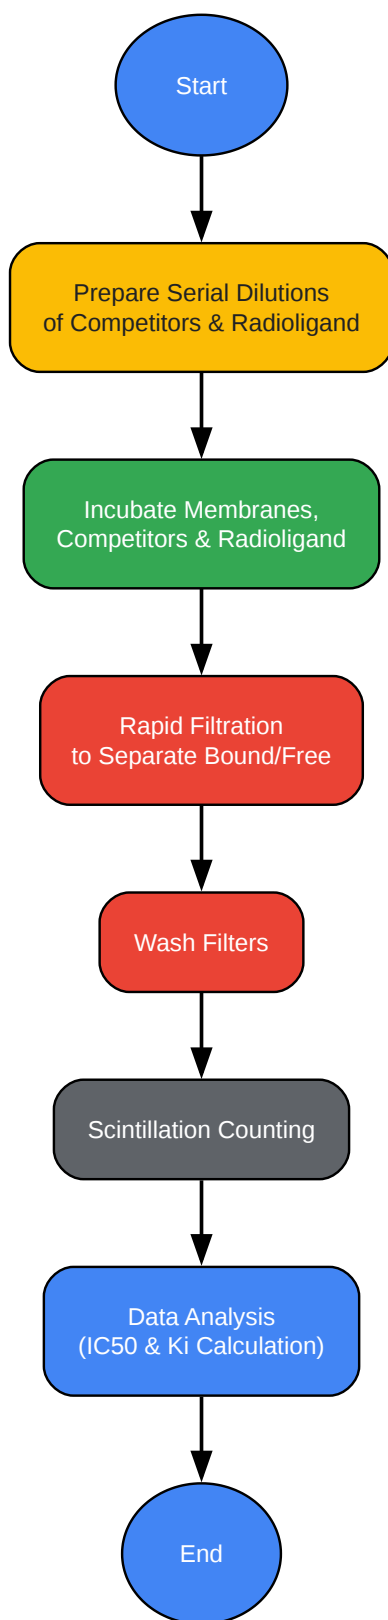 Start
Prepare Serial Dilutions
of Competitors & Radioligand
Incubate Membranes,
Competitors & Radioligand
Rapid Filtration
to Separate Bound/Free
Wash Filters
Scintillation Counting
Data Analysis
(IC50 & Ki Calculation)
End